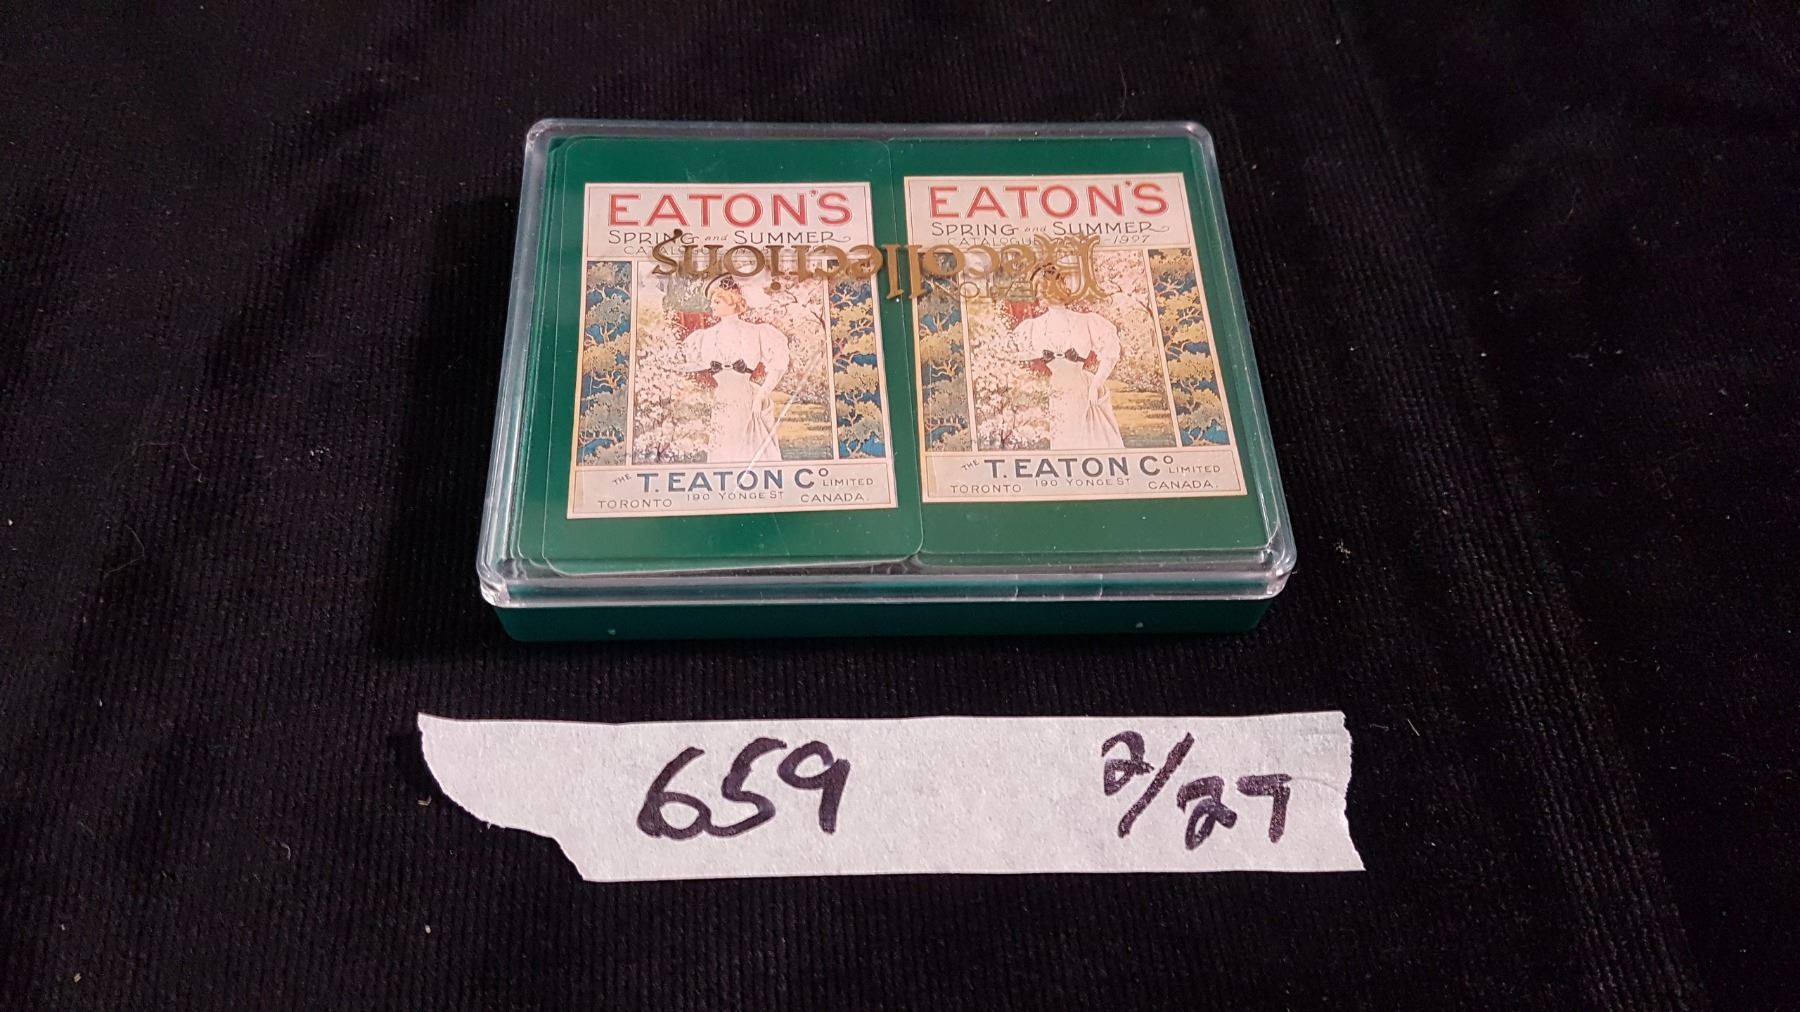 EATON'S
SPRING and SUMMER
T. EATON Co LIMITED
THE
TORONTO 190 YONGE ST CANADA.
EATON'S
SPRING and SUMMER
CATALOGUE
THE T. EATON Co LIMITED
TORONTO 190 YONGE ST CANADA.
Recollections
659 2/27